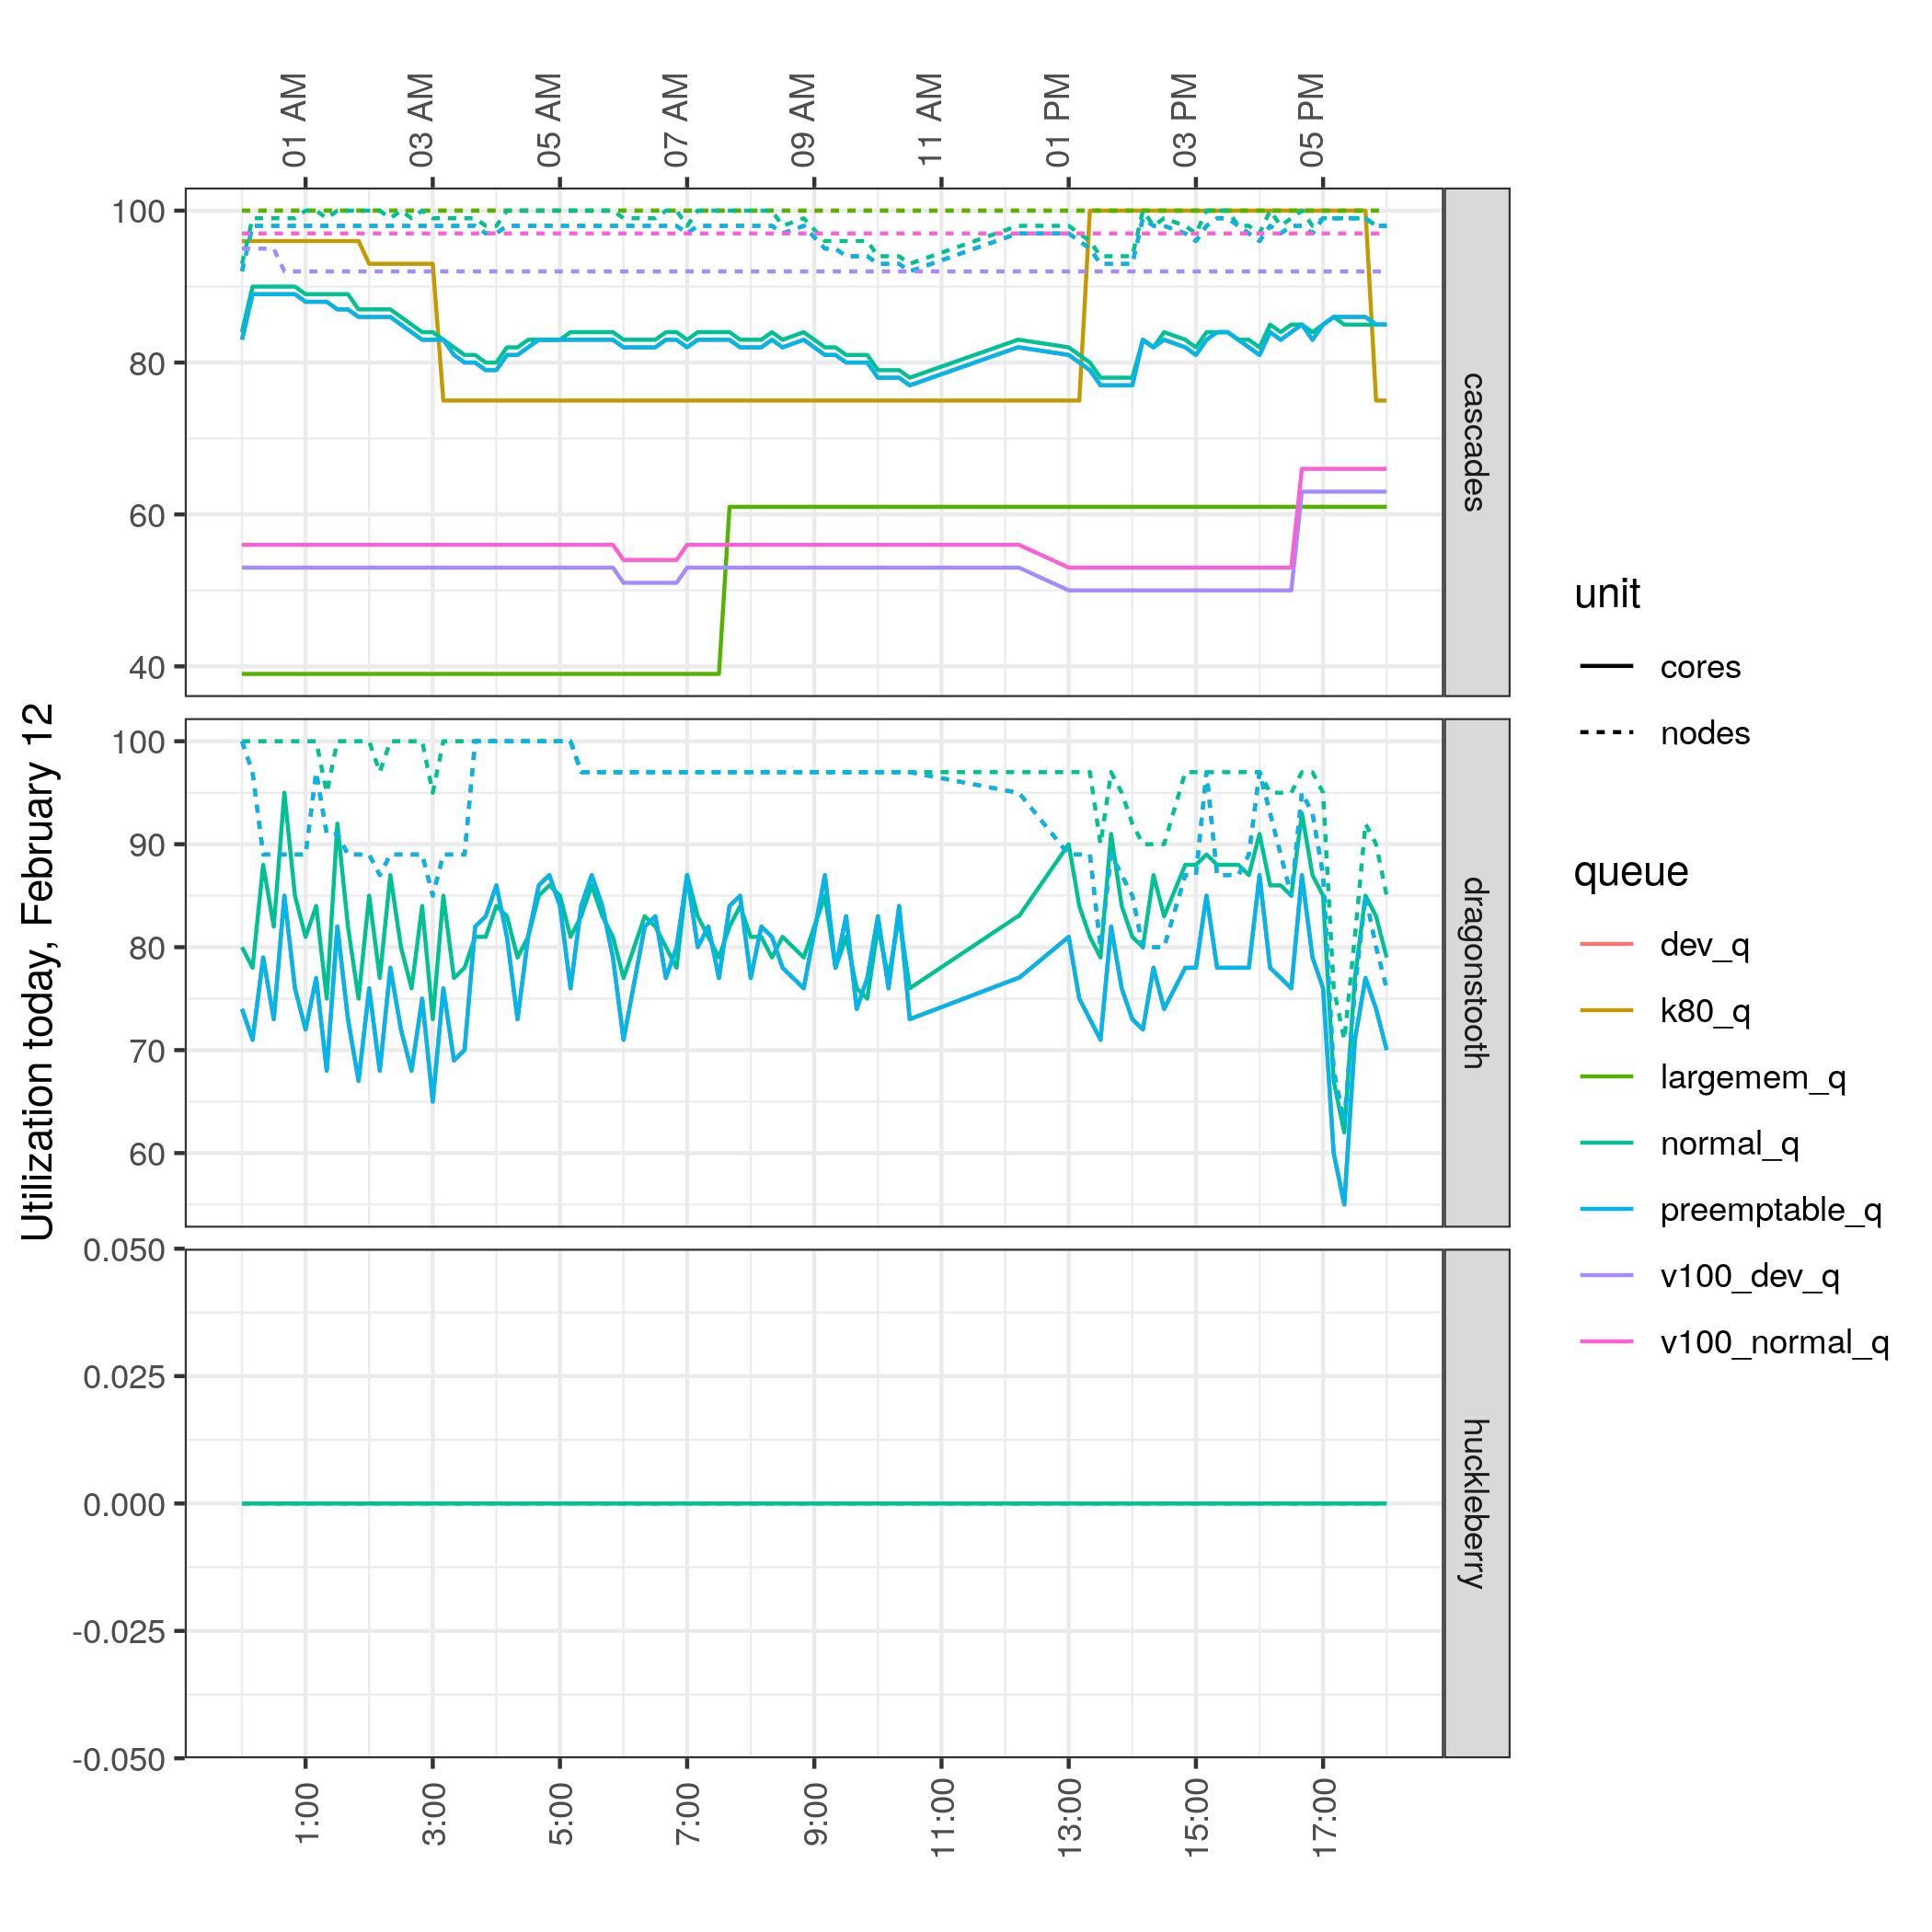 01 AM
03 AM
05 AM
07 AM
09 AM
11 AM
01 PM
03 PM
05 PM
Utilization today, February 12
100
80
60
40
cascades
100
90
80
70
60
dragonstooth
0.050
0.025
0.000
-0.025
-0.050
huckleberry
1:00
3:00
5:00
7:00
9:00
11:00
13:00
15:00
17:00
unit
cores
nodes
queue
dev_q
k80_q
largemem_q
normal_q
preemptable_q
v100_dev_q
v100_normal_q